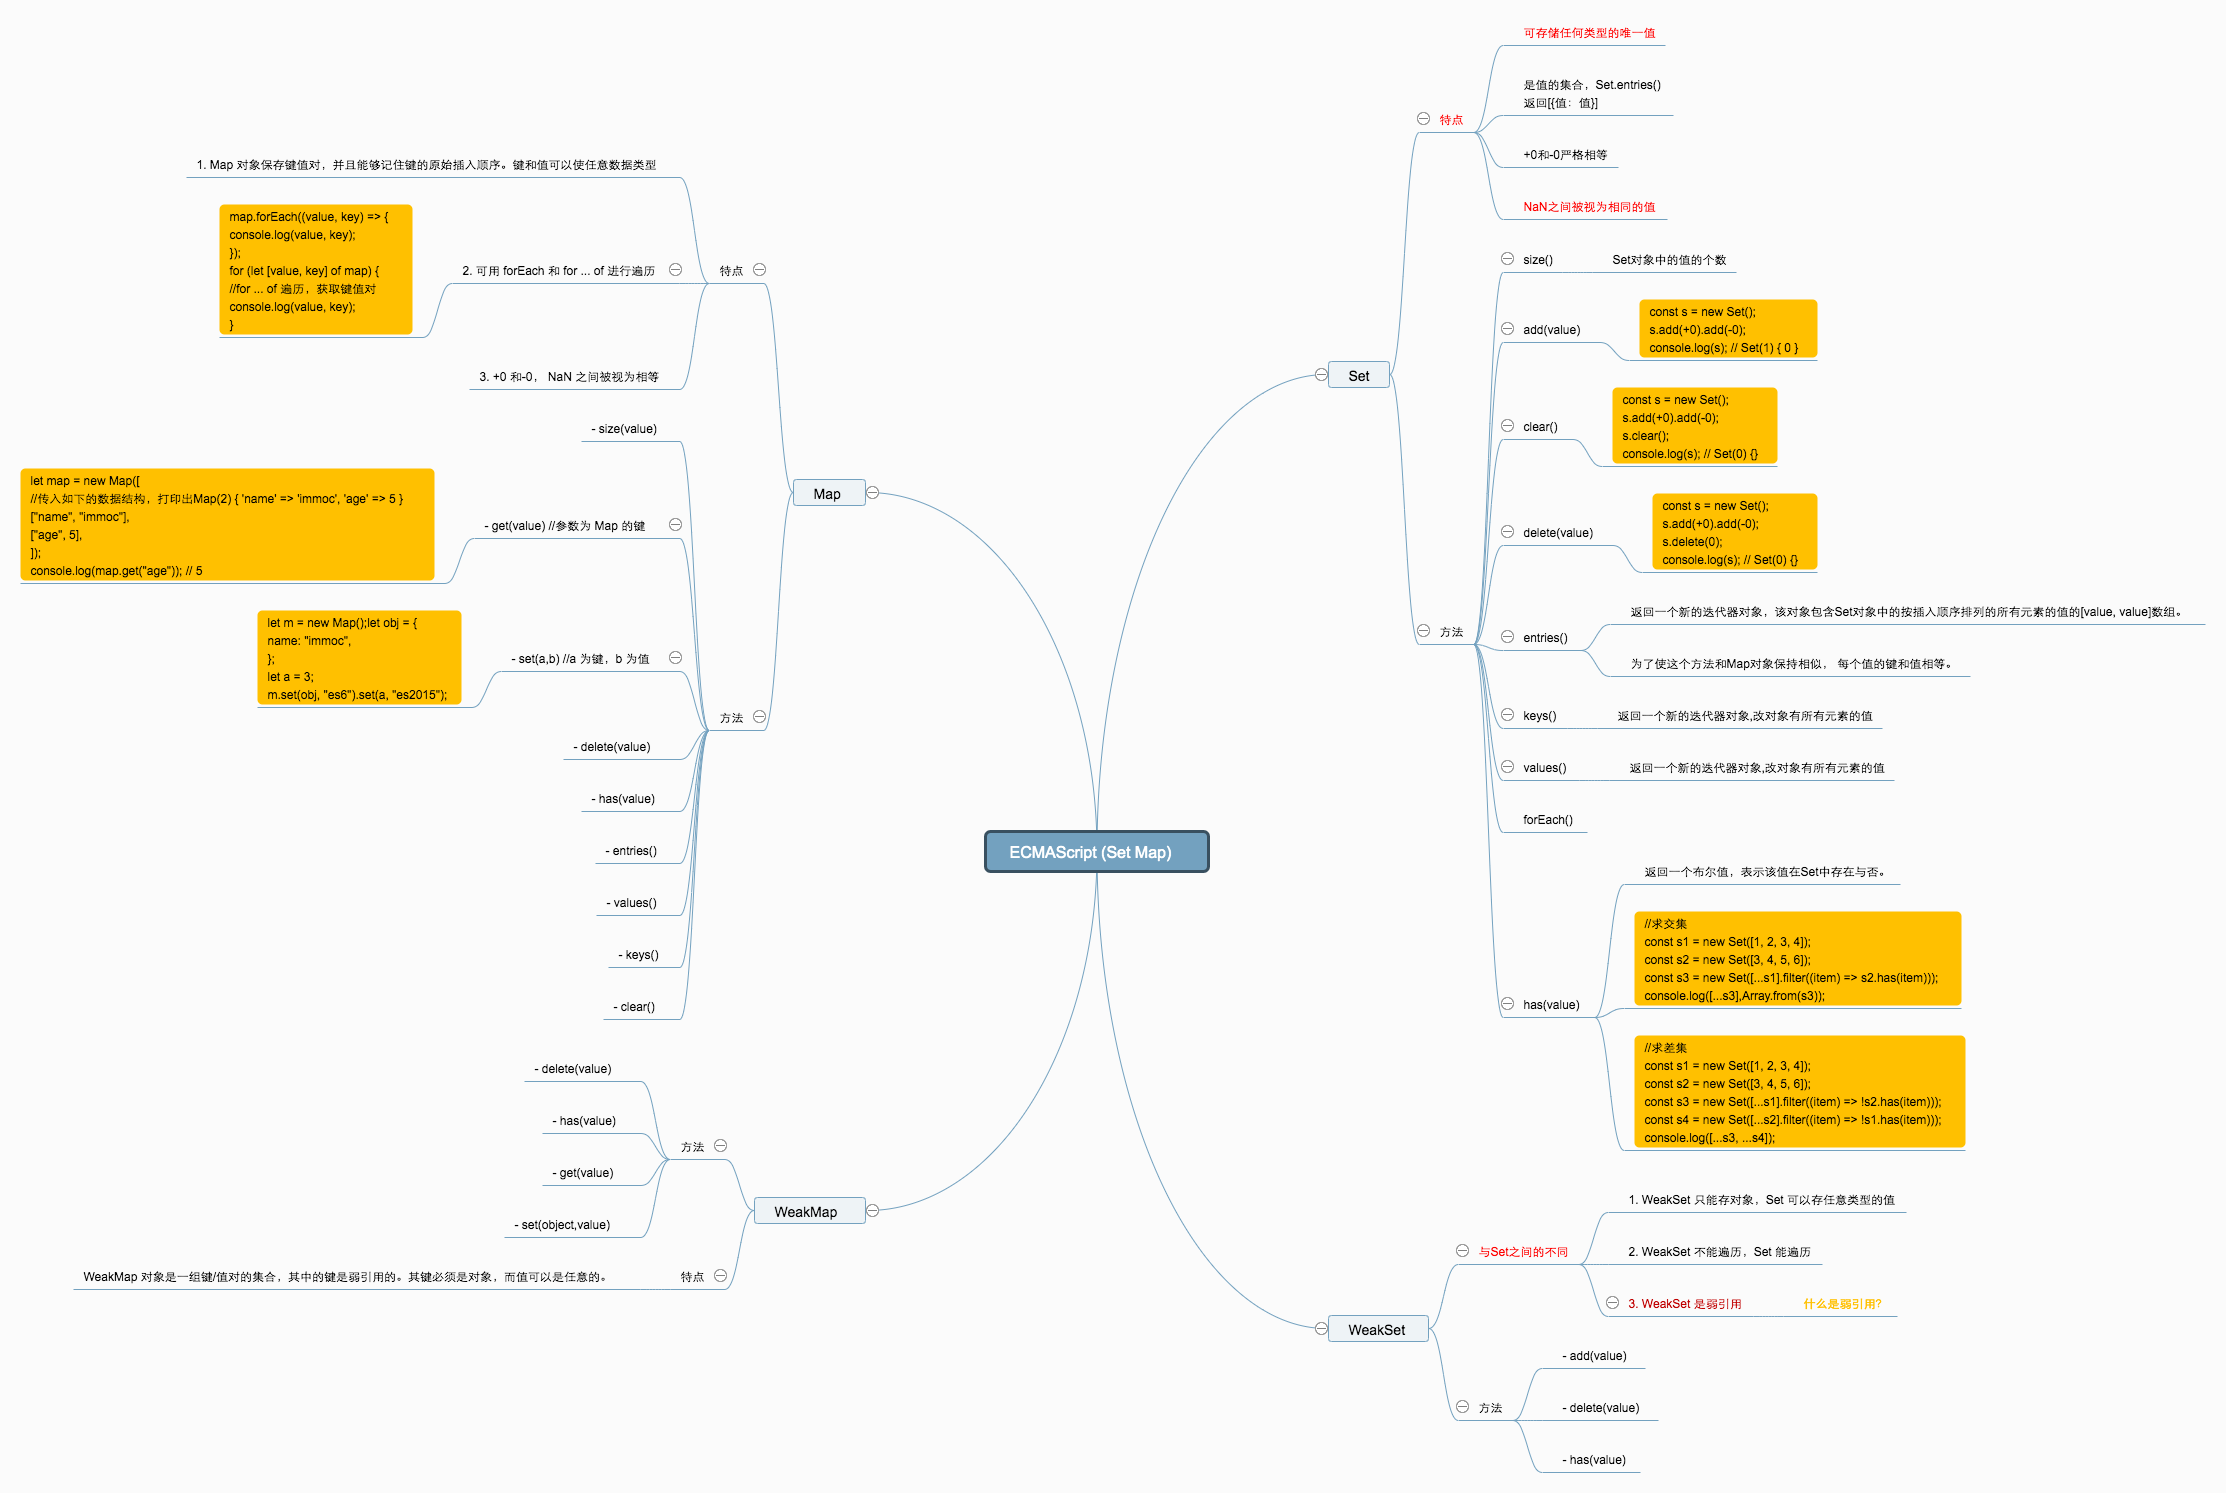 ECMAScript (Set Map)
Set
特点
可存储任何类型的唯一值
是值的集合，Set.entries()
返回[{值：值}]
+0和-0严格相等
NaN之间被视为相同的值
方法
size()
Set对象中的值的个数
add(value)
const s = new Set();
s.add(+0).add(-0);
console.log(s); // Set(1) { 0 }
clear()
const s = new Set();
s.add(+0).add(-0);
s.clear();
console.log(s); // Set(0) {}
delete(value)
const s = new Set();
s.add(+0).add(-0);
s.delete(0);
console.log(s); // Set(0) {}
entries()
返回一个新的迭代器对象，该对象包含Set对象中的按插入顺序排列的所有元素的值的[value, value]数组。
为了使这个方法和Map对象保持相似， 每个值的键和值相等。
keys()
返回一个新的迭代器对象,改对象有所有元素的值
values()
返回一个新的迭代器对象,改对象有所有元素的值
forEach()
has(value)
返回一个布尔值，表示该值在Set中存在与否。
//求交集
const s1 = new Set([1, 2, 3, 4]);
const s2 = new Set([3, 4, 5, 6]);
const s3 = new Set([...s1].filter((item) => s2.has(item)));
console.log([...s3],Array.from(s3));
//求差集
const s1 = new Set([1, 2, 3, 4]);
const s2 = new Set([3, 4, 5, 6]);
const s3 = new Set([...s1].filter((item) => !s2.has(item)));
const s4 = new Set([...s2].filter((item) => !s1.has(item)));
console.log([...s3, ...s4]);
WeakSet
与Set之间的不同
1. WeakSet 只能存对象，Set 可以存任意类型的值
2. WeakSet 不能遍历，Set 能遍历
3. WeakSet 是弱引用
什么是弱引用?
方法
- add(value)
- delete(value)
- has(value)
Map
特点
1. Map 对象保存键值对，并且能够记住键的原始插入顺序。键和值可以使任意数据类型
2. 可用 forEach 和 for ... of 进行遍历
map.forEach((value, key) => {
console.log(value, key);
});
for (let [value, key] of map) {
//for ... of 遍历，获取键值对
console.log(value, key);
}
3. +0 和-0， NaN 之间被视为相等
方法
- size(value)
- get(value) //参数为 Map 的键
let map = new Map([
//传入如下的数据结构，打印出Map(2) { 'name' => 'immoc', 'age' => 5 }
["name", "immoc"],
["age", 5],
]);
console.log(map.get("age")); // 5
- set(a,b) //a 为键，b 为值
let m = new Map();let obj = {
name: "immoc",
};
let a = 3;
m.set(obj, "es6").set(a, "es2015");
- delete(value)
- has(value)
- entries()
- values()
- keys()
- clear()
WeakMap
方法
- delete(value)
- has(value)
- get(value)
- set(object,value)
特点
WeakMap 对象是一组键/值对的集合，其中的键是弱引用的。其键必须是对象，而值可以是任意的。